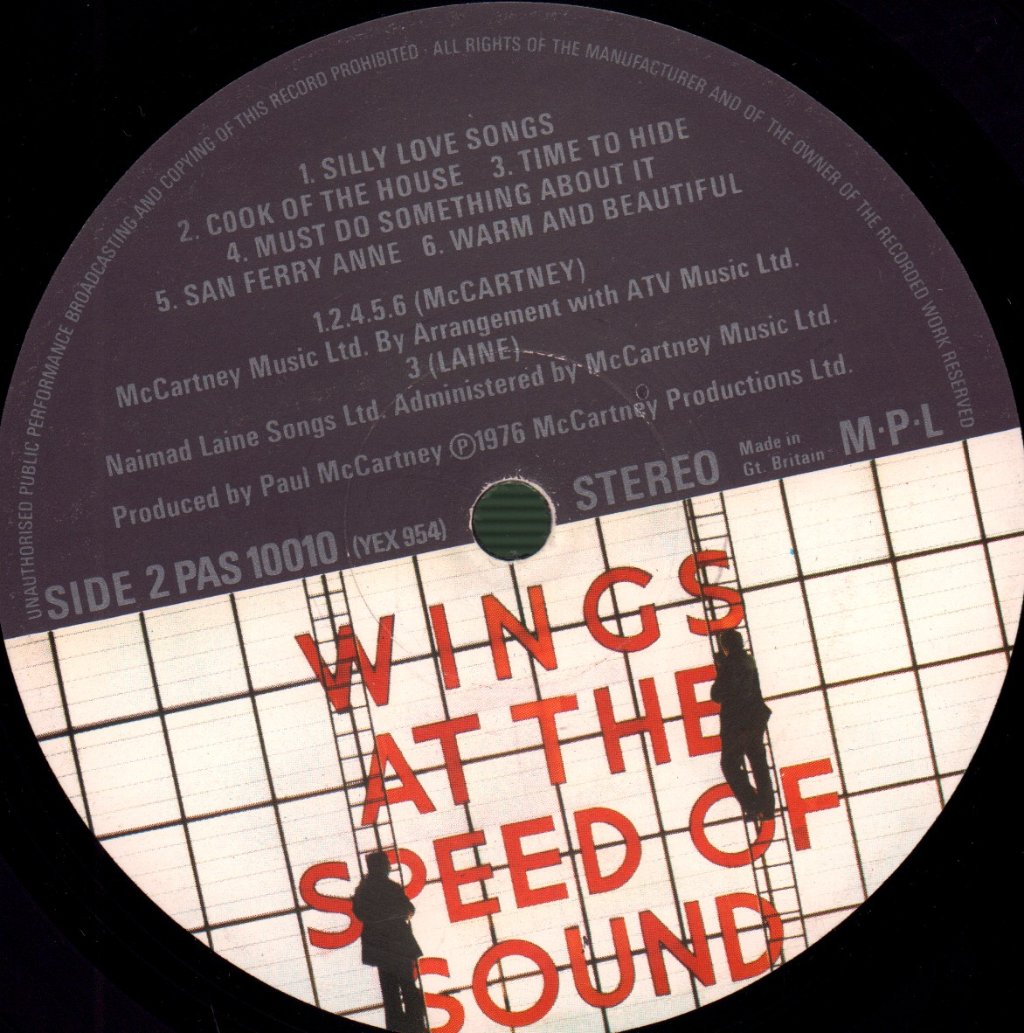 UNAUTHORISED PUBLIC PERFORMANCE BROADCASTING AND COPYING OF THIS RECORD PROHIBITED · ALL RIGHTS OF THE MANUFACTURER AND OF THE OWNER OF THE RECORDED WORK RESERVED
1. SILLY LOVE SONGS
2. COOK OF THE HOUSE 3. TIME TO HIDE
4. MUST DO SOMETHING ABOUT IT
5. SAN FERRY ANNE 6. WARM AND BEAUTIFUL
1.2.4.5.6 (McCARTNEY)
McCartney Music Ltd. By Arrangement with ATV Music Ltd.
3 (LAINE)
Naimad Laine Songs Ltd. Administered by McCartney Music Ltd.
Produced by Paul McCartney ℗1976 McCartney Productions Ltd.
SIDE 2 PAS 10010 (YEX 954) STEREO Made in
Gt. Britain M·P·L
WINGS
AT THE
SPEED OF
SOUND